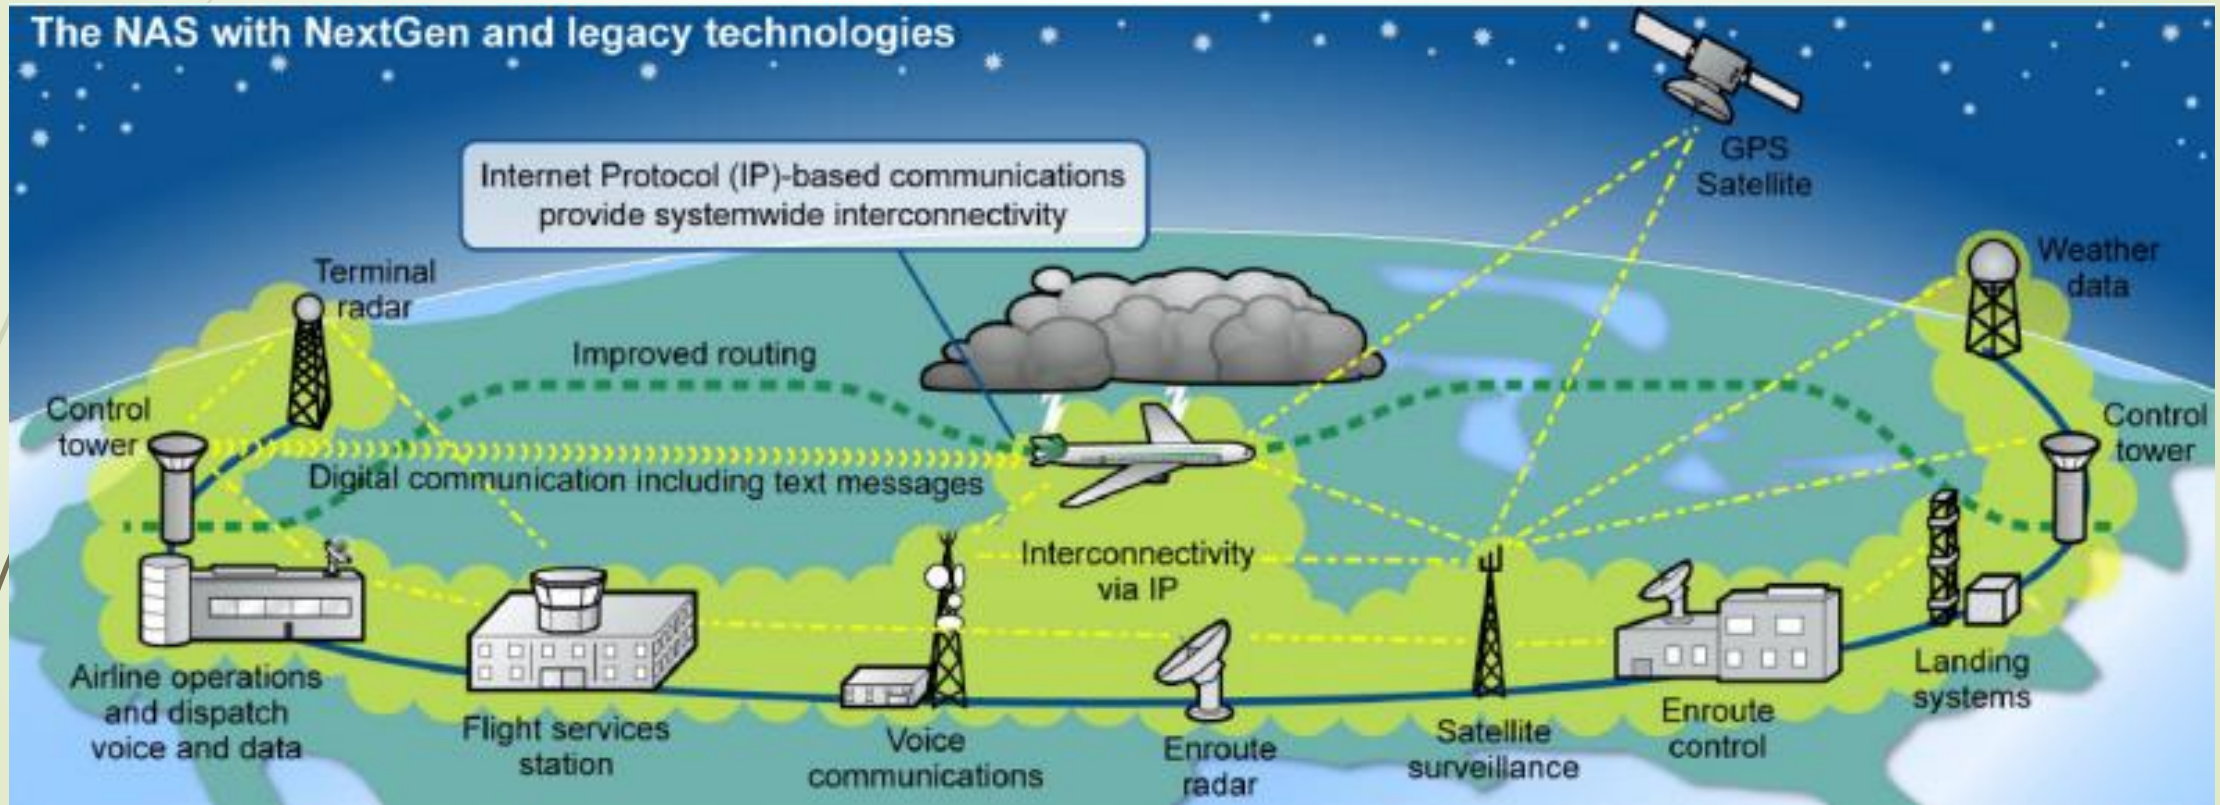 The NAS with NextGen and legacy technologies
Internet Protocol (IP)-based communications
provide systemwide interconnectivity
GPS
Satellite
Weather
data
Terminal
radar
Improved routing
Control
tower
Control
tower
Digital communication including text messages
Interconnectivity
via IP
Airline operations
and dispatch
voice and data
Flight services
station
Voice
communications
Enroute
radar
Satellite
surveillance
Enroute
control
Landing
systems